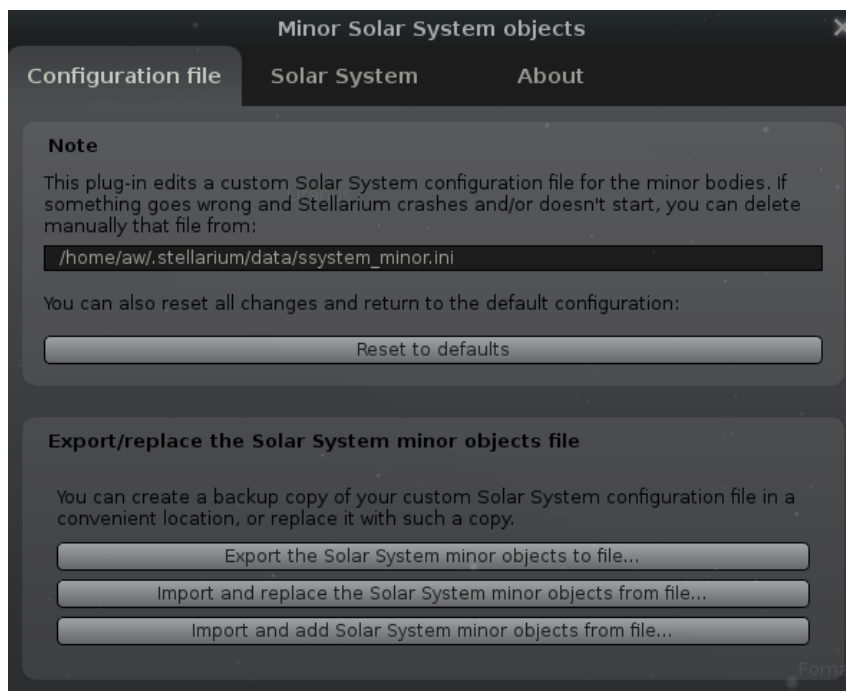 Minor Solar System objects
Configuration file
Solar System
About
Note
This plug-in edits a custom Solar System configuration file for the minor bodies. If
something goes wrong and Stellarium crashes and/or doesn't start, you can delete
manually that file from:
/home/aw/.stellarium/data/ssystem_minor.ini
You can also reset all changes and return to the default configuration:
Reset to defaults
Export/replace the Solar System minor objects file
You can create a backup copy of your custom Solar System configuration file in a
convenient location, or replace it with such a copy.
Export the Solar System minor objects to file...
Import and replace the Solar System minor objects from file...
Import and add Solar System minor objects from file...
Foma